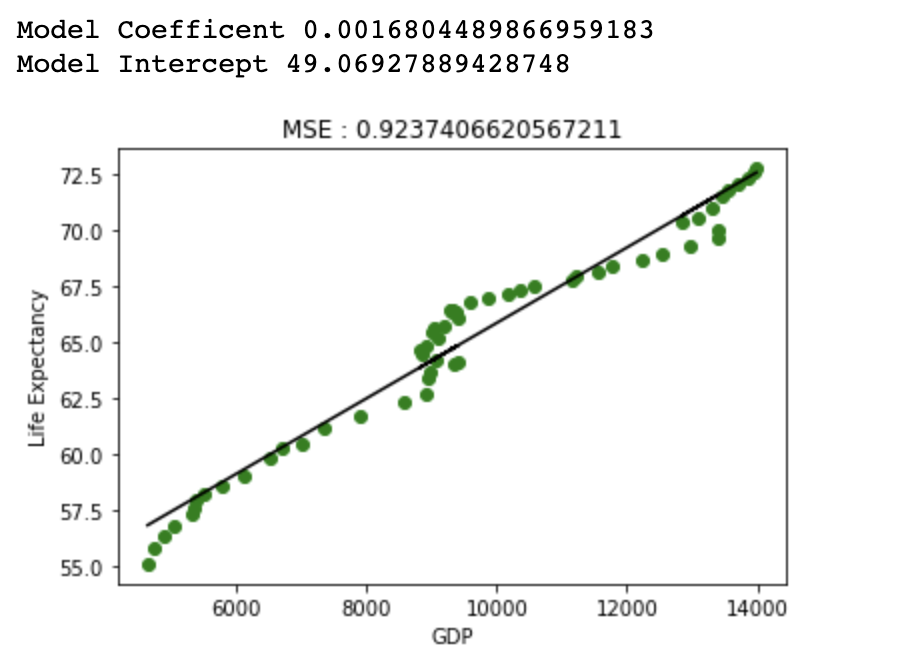 Model Coefficent 0.0016804489866959183
Model Intercept 49.06927889428748
MSE : 0.9237406620567211
72.5
70.0
67.5
65.0
62.5
60.0
57.5
55.0
Life Expectancy
6000 8000 10000 12000 14000
GDP